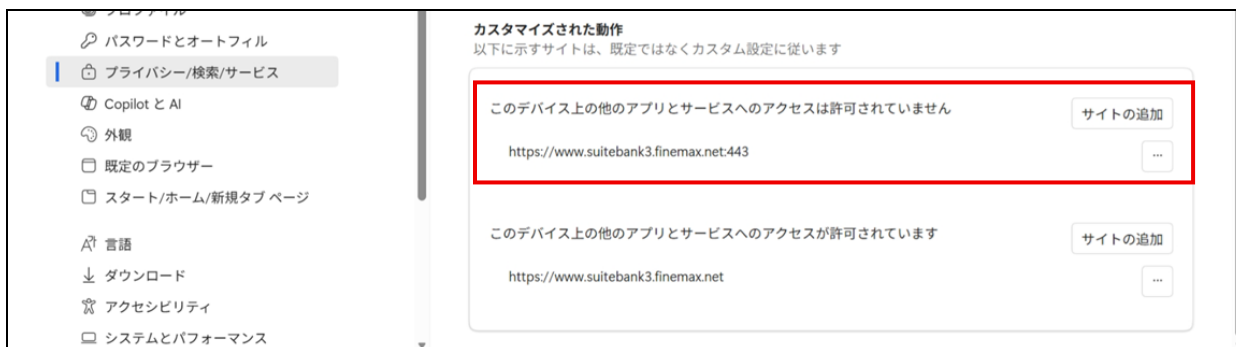 プロファイル
パスワードとオートフィル
プライバシー/検索/サービス
Copilot と AI
外観
既定のブラウザー
スタート/ホーム/新規タブ ページ
言語
ダウンロード
アクセシビリティ
システムとパフォーマンス
カスタマイズされた動作
以下に示すサイトは、既定ではなくカスタム設定に従います
このデバイス上の他のアプリとサービスへのアクセスは許可されていません
サイトの追加
https://www.suitebank3.finemax.net:443
...
このデバイス上の他のアプリとサービスへのアクセスが許可されています
サイトの追加
https://www.suitebank3.finemax.net
...